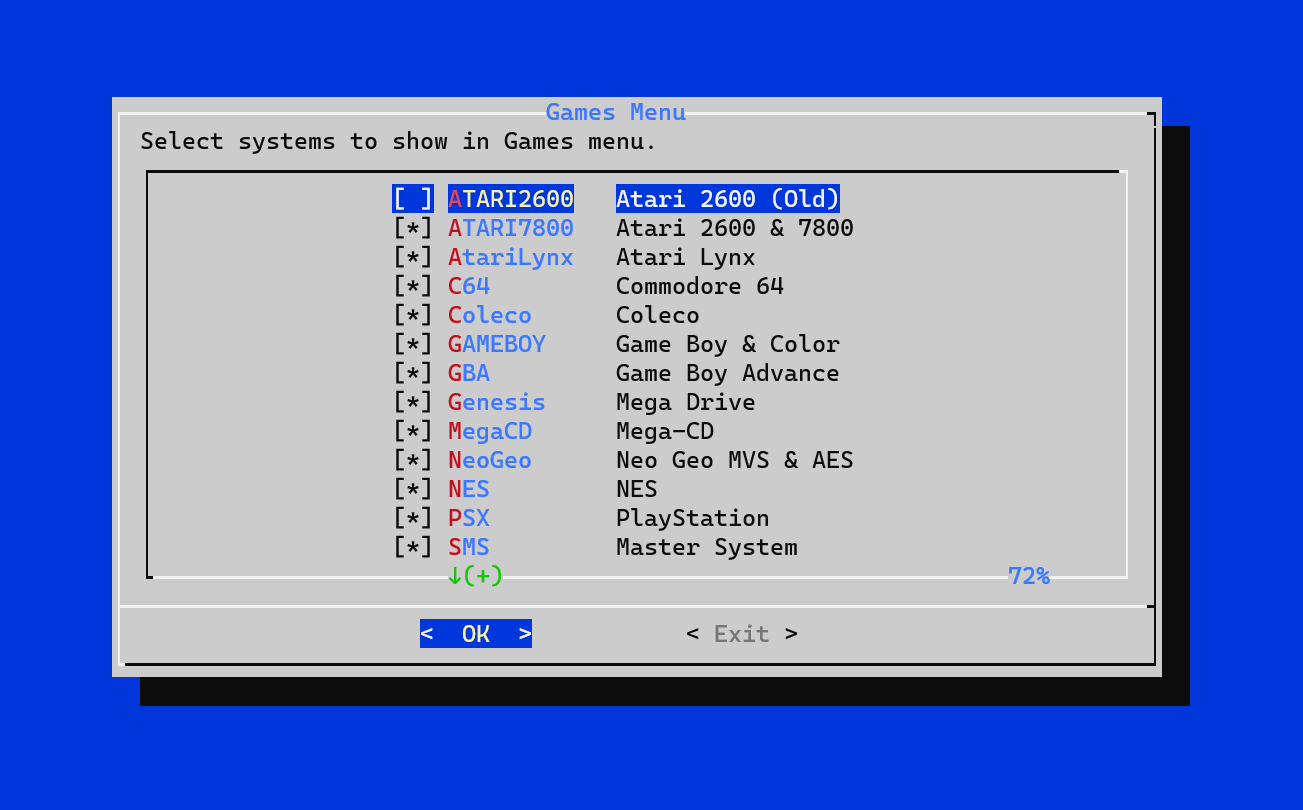 Games Menu
Select systems to show in Games menu.
[ ] ATARI2600 Atari 2600 (Old)
[*] ATARI7800 Atari 2600 & 7800
[*] AtariLynx Atari Lynx
[*] C64 Commodore 64
[*] Coleco Coleco
[*] GAMEBOY Game Boy & Color
[*] GBA Game Boy Advance
[*] Genesis Mega Drive
[*] MegaCD Mega-CD
[*] NeoGeo Neo Geo MVS & AES
[*] NES NES
[*] PSX PlayStation
[*] SMS Master System
↓(+) 72%
< OK > < Exit >